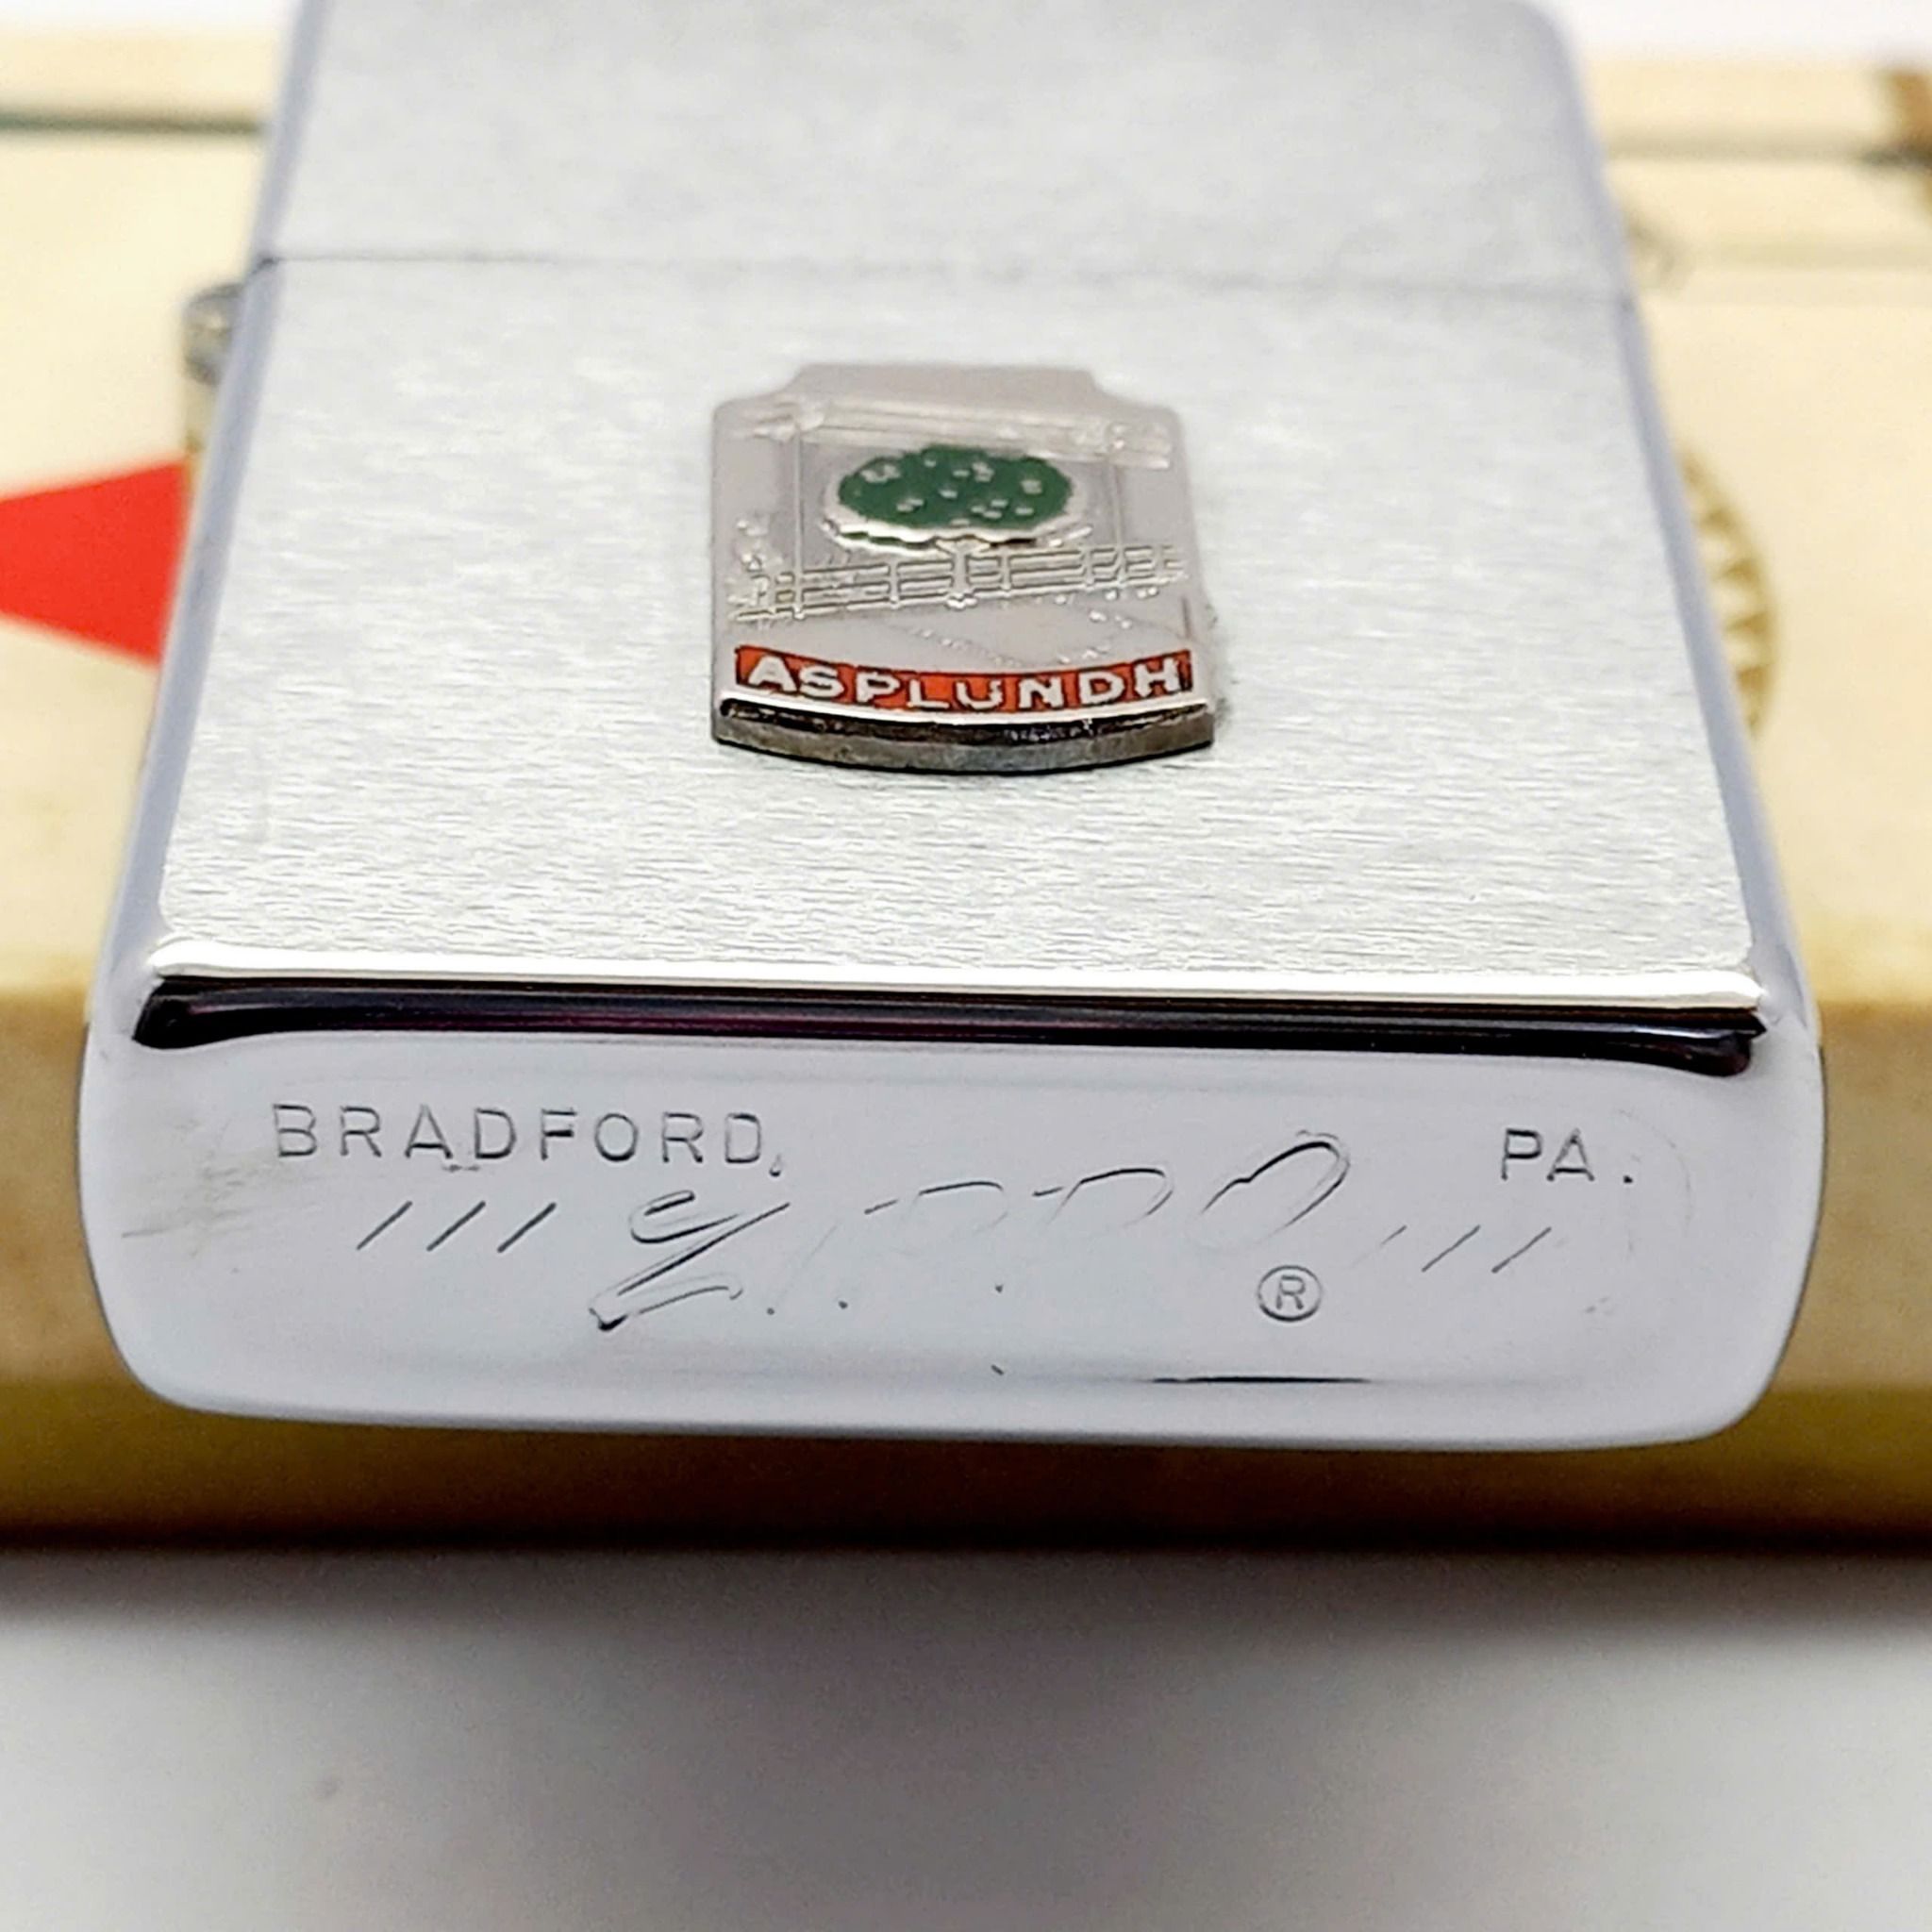 ASPLUNDH
BRADFORD, PA.
/// Zippo ® ///